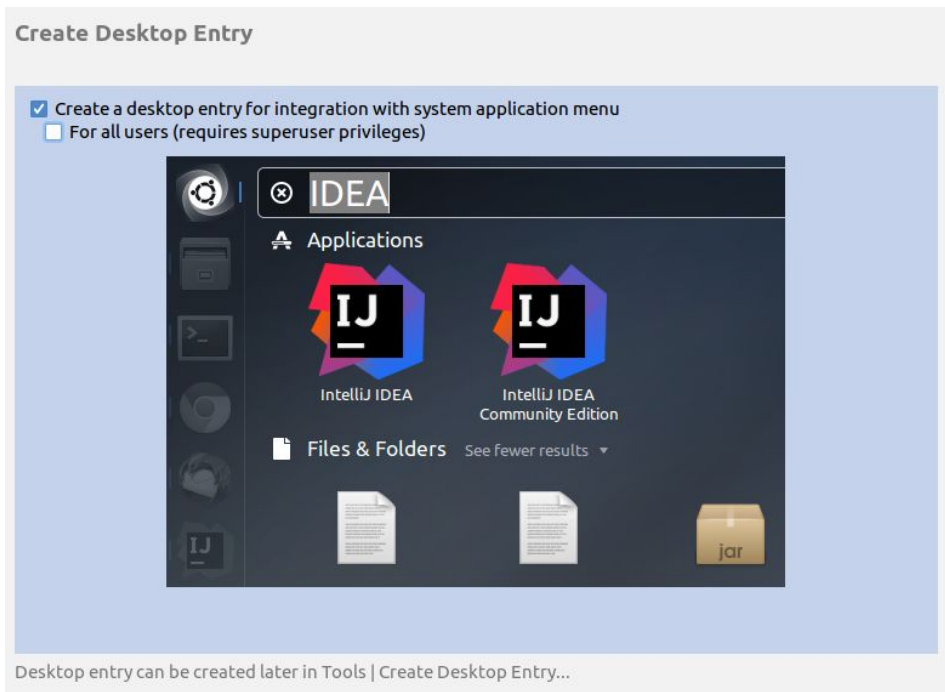 Create Desktop Entry
Create a desktop entry for integration with system application menu
For all users (requires superuser privileges)
IDEA
Applications
IJ
IJ
IntelliJ IDEA
IntelliJ IDEA
Community Edition
Files & Folders See fewer results
>_
IJ
jar
Desktop entry can be created later in Tools | Create Desktop Entry...